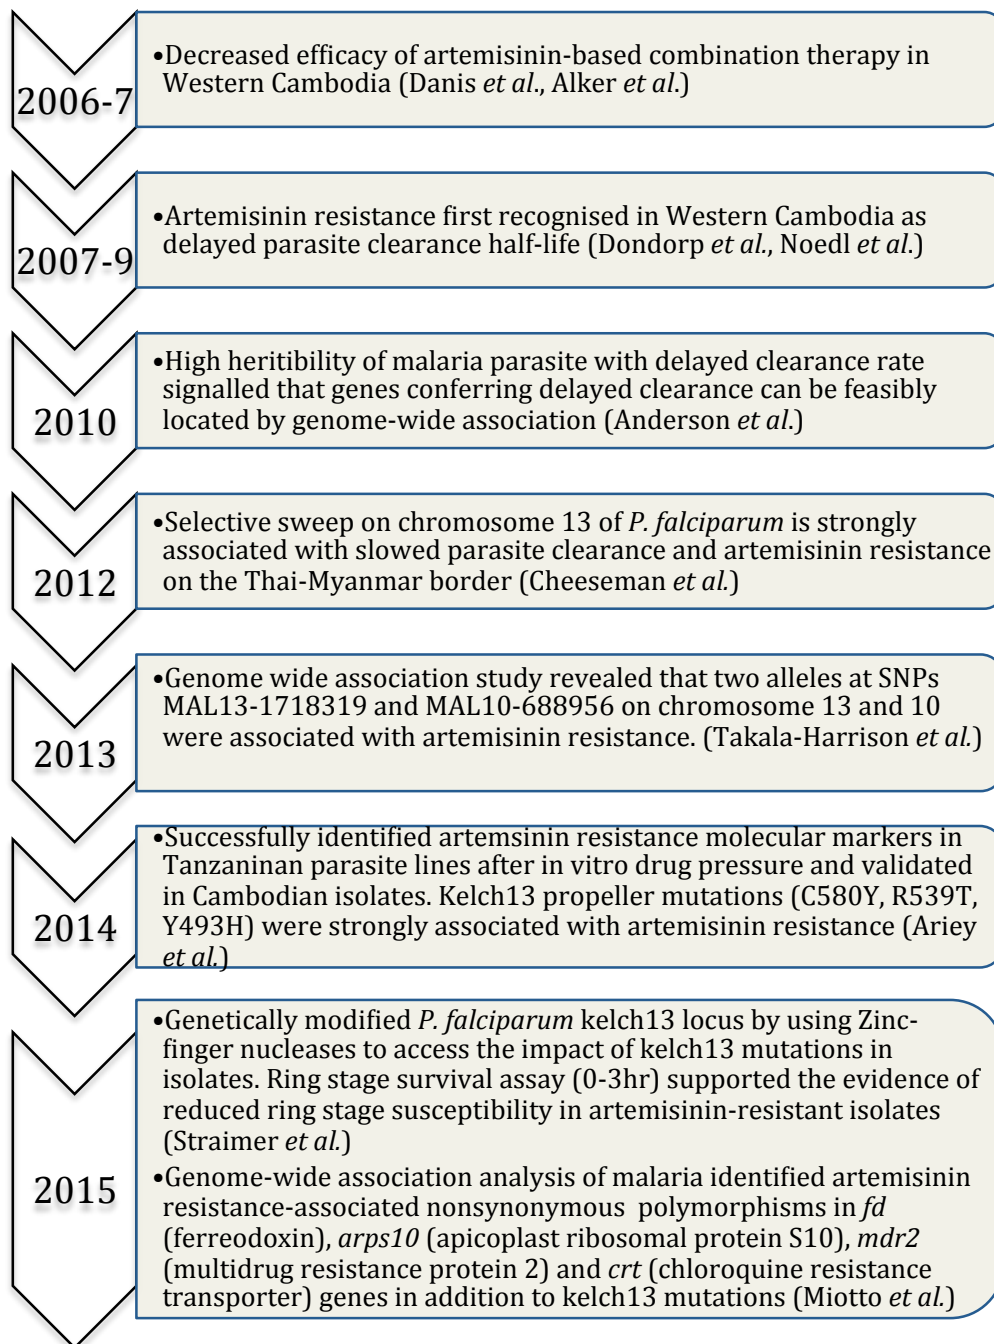 2006-7
•Decreased efficacy of artemisinin-based combination therapy in
Western Cambodia (Danis et al., Alker et al.)
2007-9
•Artemisinin resistance first recognised in Western Cambodia as
delayed parasite clearance half-life (Dondorp et al., Noedl et al.)
2010
•High heritibility of malaria parasite with delayed clearance rate
signalled that genes conferring delayed clearance can be feasibly
located by genome-wide association (Anderson et al.)
2012
•Selective sweep on chromosome 13 of P. falciparum is strongly
associated with slowed parasite clearance and artemisinin resistance
on the Thai-Myanmar border (Cheeseman et al.)
2013
•Genome wide association study revealed that two alleles at SNPs
MAL13-1718319 and MAL10-688956 on chromosome 13 and 10
were associated with artemisinin resistance. (Takala-Harrison et al.)
2014
•Successfully identified artemsinin resistance molecular markers in
Tanzaninan parasite lines after in vitro drug pressure and validated
in Cambodian isolates. Kelch13 propeller mutations (C580Y, R539T,
Y493H) were strongly associated with artemisinin resistance (Ariey
et al.)
2015
•Genetically modified P. falciparum kelch13 locus by using Zinc-
finger nucleases to access the impact of kelch13 mutations in
isolates. Ring stage survival assay (0-3hr) supported the evidence of
reduced ring stage susceptibility in artemisinin-resistant isolates
(Straimer et al.)
•Genome-wide association analysis of malaria identified artemisinin
resistance-associated nonsynonymous polymorphisms in fd
(ferreodoxin), arps10 (apicoplast ribosomal protein S10), mdr2
(multidrug resistance protein 2) and crt (chloroquine resistance
transporter) genes in addition to kelch13 mutations (Miotto et al.)